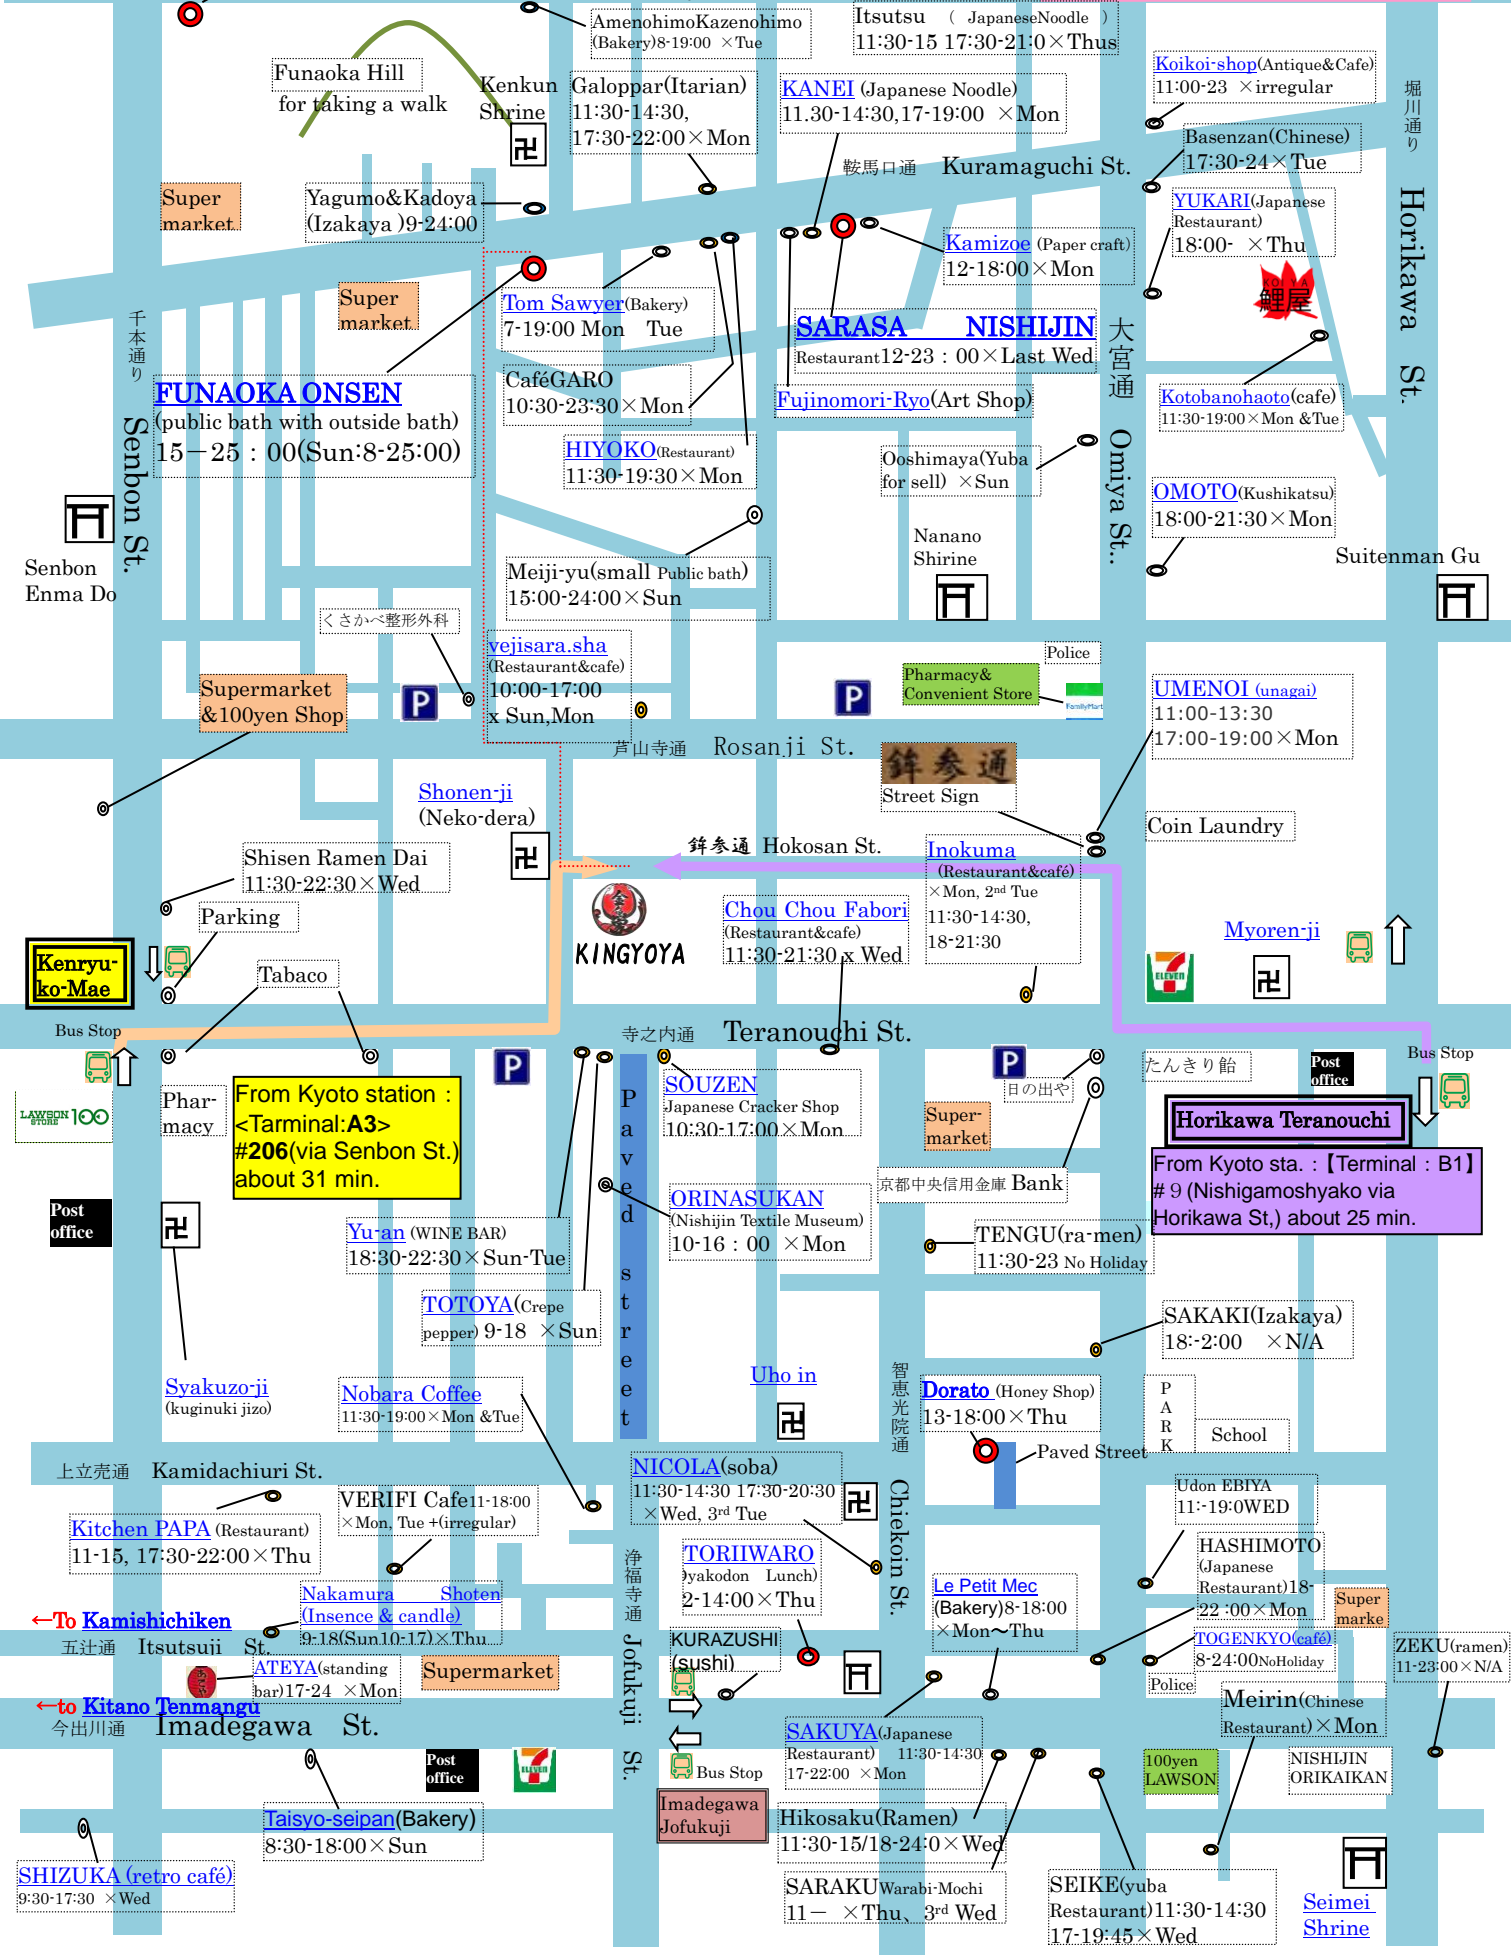 AmenohimoKazenohimo
(Bakery)8-19:00 ×Tue
Itsutsu ( JapaneseNoodle )
11:30-15 17:30-21:0×Thus
Funaoka Hill
for taking a walk
Kenkun
Shrine
卍
Galoppar(Itarian)
11:30-14:30,
17:30-22:00×Mon
KANEI (Japanese Noodle)
11.30-14:30,17-19:00 ×Mon
Koikoi-shop(Antique&Cafe)
11:00-23 ×irregular
堀川通り
Horikawa St.
Basenzan(Chinese)
17:30-24×Tue
鞍馬口通 Kuramaguchi St.
Super
market
Yagumo&Kadoya
(Izakaya )9-24:00
YUKARI(Japanese
Restaurant)
18:00- ×Thu
Kamizoe (Paper craft)
12-18:00×Mon
KOIYA
鯉屋
Super
market
Tom Sawyer(Bakery)
7-19:00 Mon Tue
SARASA NISHIJIN
Restaurant12-23：00×Last Wed
千本通り
Senbon St.
大宮通
Omiya St..
FUNAOKA ONSEN
(public bath with outside bath)
15－25：00(Sun:8-25:00)
CaféGARO
10:30-23:30×Mon
Fujinomori-Ryo(Art Shop)
Kotobanohaoto(cafe)
11:30-19:00×Mon &Tue
HIYOKO(Restaurant)
11:30-19:30×Mon
Ooshimaya(Yuba
for sell) ×Sun
OMOTO(Kushikatsu)
18:00-21:30×Mon
Senbon
Enma Do
Nanano
Shirine
Suitenman Gu
Meiji-yu(small Public bath)
15:00-24:00×Sun
くさかべ整形外科
vejisara.sha
(Restaurant&cafe)
10:00-17:00
x Sun,Mon
Police
Pharmacy&
Convenient Store
FamilyMart
P
P
Supermarket
&100yen Shop
UMENOI (unagi)
11:00-13:30
17:00-19:00×Mon
芦山寺通 Rosanji St.
鉾参通
Street Sign
Shonen-ji
(Neko-dera)
卍
Coin Laundry
鉾参通 Hokosan St.
Inokuma
(Restaurant&café)
×Mon, 2nd Tue
11:30-14:30,
18-21:30
Shisen Ramen Dai
11:30-22:30×Wed
Parking
KINGYOYA
Chou Chou Fabori
(Restaurant&cafe)
11:30-21:30 x Wed
Myoren-ji
卍
7 ELEVEN
Kenryu-
ko-Mae
Tabaco
Bus Stop
寺之内通 Teranouchi St.
P
P
Bus Stop
LAWSON
STORE 100
Phar-
macy
From Kyoto station：
<Tarminal:A3>
#206(via Senbon St.)
about 31 min.
Paved street
SOUZEN
Japanese Cracker Shop
10:30-17:00×Mon
日の出や
たんきり飴
Post
office
Super-
market
Horikawa Teranouchi
From Kyoto sta.：【Terminal：B1】
#９(Nishigamoshyako via
Horikawa St,) about 25 min.
京都中央信用金庫 Bank
Post
office
卍
ORINASUKAN
(Nishijin Textile Museum)
10-16：00 ×Mon
Yu-an (WINE BAR)
18:30-22:30×Sun-Tue
TENGU(ra-men)
11:30-23 No Holiday
TOTOYA(Crepe
pepper) 9-18 ×Sun
SAKAKI(Izakaya)
18:-2:00 ×N/A
Syakuzo-ji
(kuginuki jizo)
Nobara Coffee
11:30-19:00×Mon &Tue
Uho in
卍
智恵光院通
Chiekoin St.
Dorato (Honey Shop)
13-18:00×Thu
PARK
School
Paved Street
上立売通 Kamidachiuri St.
NICOLA(soba)
11:30-14:30 17:30-20:30
×Wed, 3rd Tue
卍
Udon EBIYA
11:-19:0WED
VERIFI Cafe11-18:00
×Mon, Tue +(irregular)
Kitchen PAPA (Restaurant)
11-15, 17:30-22:00×Thu
浄福寺通
Jofukuji St.
TORIIWARO
yakodon Lunch)
2-14:00×Thu
HASHIMOTO
(Japanese
Restaurant)18-
22 :00×Mon
Le Petit Mec
(Bakery)8-18:00
×Mon～Thu
Nakamura Shoten
(Insence & candle)
9-18(Sun10-17)×Thu
Super
marke
←To Kamishichiken
五辻通 Itsutsuji St.
KURAZUSHI
(sushi)
TOGENKYO(café)
8-24:00NoHoliday
ZEKU(ramen)
11-23:00×N/A
ATEYA(standing
bar)17-24 ×Mon
Supermarket
Police
Meirin(Chinese
Restaurant)×Mon
←to Kitano Tenmangu
今出川通 Imadegawa St.
SAKUYA(Japanese
Restaurant) 11:30-14:30
17-22:00 ×Mon
Post
office
7 ELEVEN
Bus Stop
100yen
LAWSON
NISHIJIN
ORIKAIKAN
Imadegawa
Jofukuji
Taisyo-seipan(Bakery)
8:30-18:00×Sun
Hikosaku(Ramen)
11:30-15/18-24:0×Wed
SHIZUKA (retro café)
9:30-17:30 ×Wed
SARAKUWarabi-Mochi
11－ ×Thu、3rd Wed
SEIKE(yuba
Restaurant)11:30-14:30
17-19:45×Wed
Seimei
Shrine